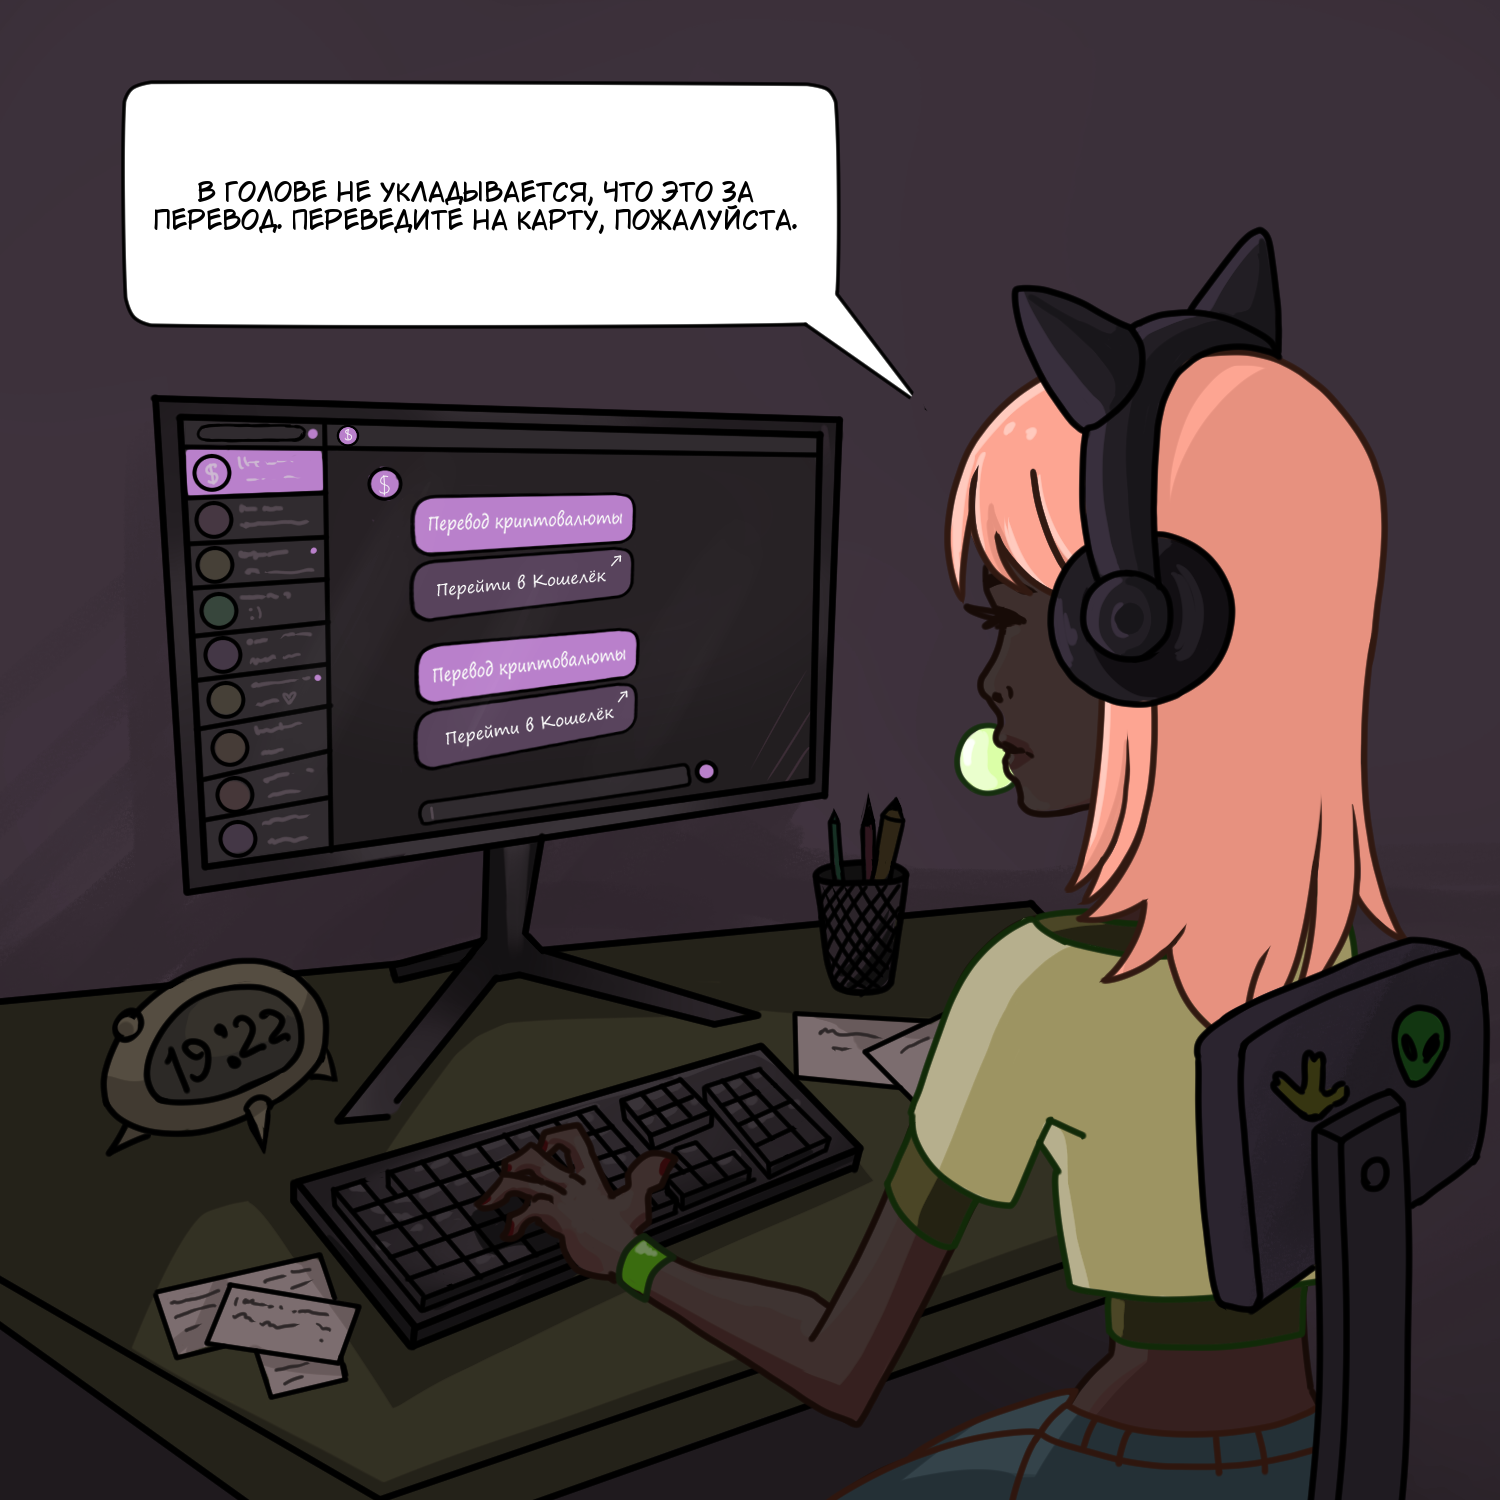 В ГОЛОВЕ НЕ УКЛАДЫВАЕТСЯ, ЧТО ЭТО ЗА
ПЕРЕВОД. ПЕРЕВЕДИТЕ НА КАРТУ, ПОЖАЛУЙСТА.
$
$
$
Перевод криптовалюты
Перейти в Кошелёк ↗
:)
Перевод криптовалюты
Перейти в Кошелёк ↗
19:22